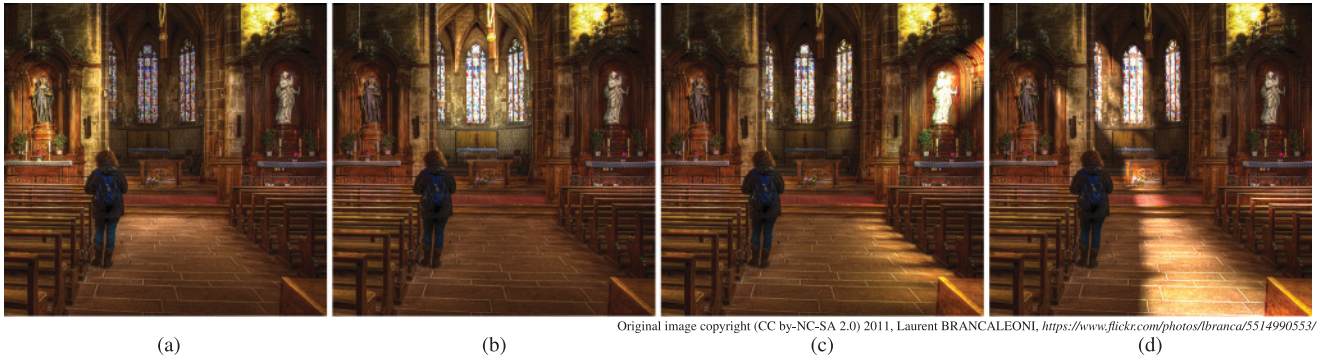 Original image copyright (CC by-NC-SA 2.0) 2011, Laurent BRANCALEONI, https://www.flickr.com/photos/lbranca/5514990553/
(a) (b) (c) (d)